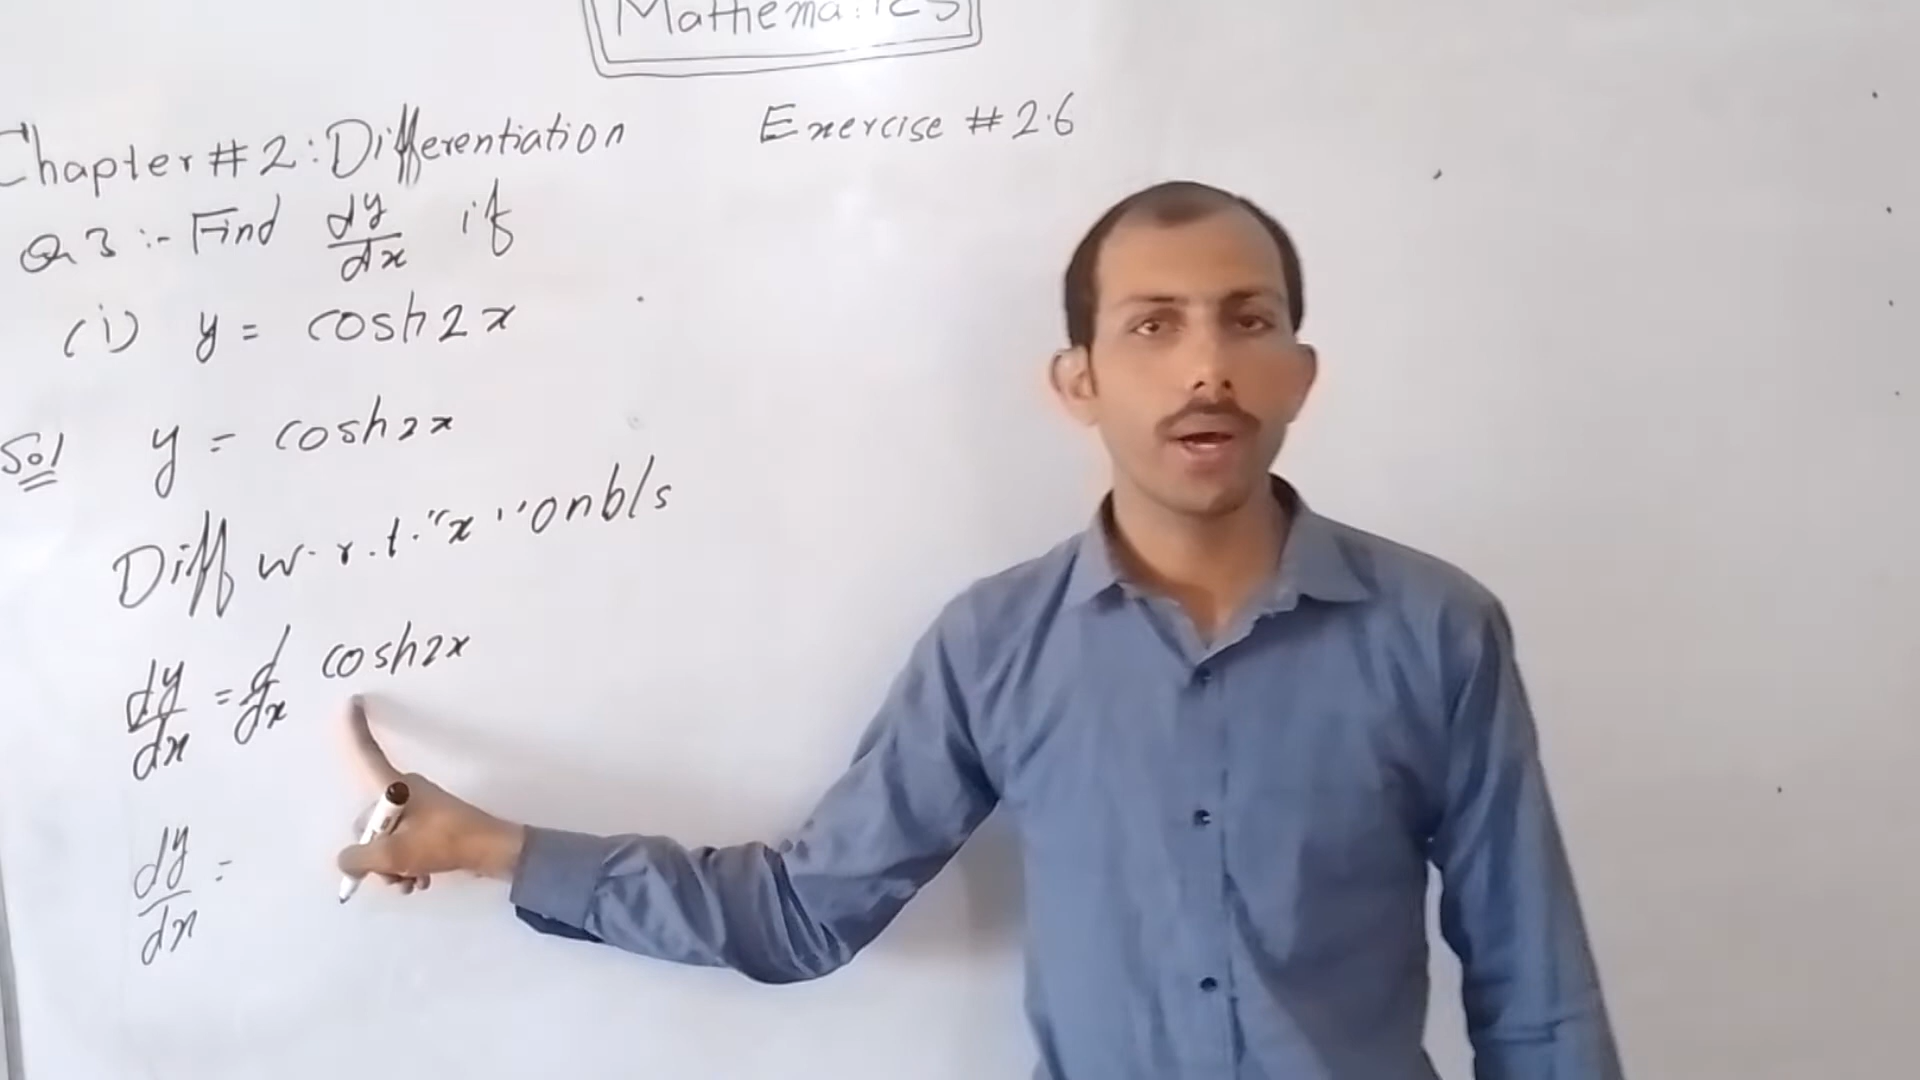 Mathematics
Chapter # 2 : Differentiation Exercise # 2.6
Q3 :- Find dy/dx if
(i) y = cosh2x
Sol y = cosh2x
Diff w.r.t. "x" on b/s
dy/dx = d/dx cosh2x
dy/dx =